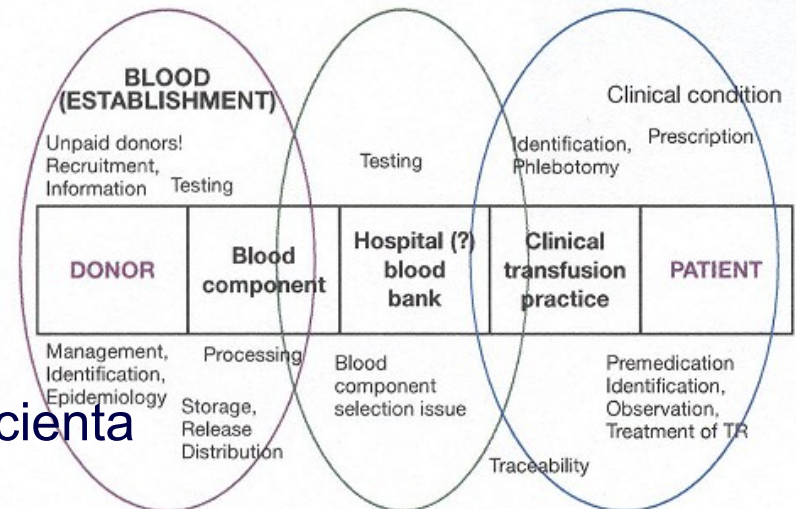 BLOOD
(ESTABLISHMENT)
Unpaid donors!
Recruitment,
Information
Testing
Testing
Clinical condition
Identification,
Phlebotomy
Prescription
DONOR
Blood
component
Hospital (?)
blood
bank
Clinical
transfusion
practice
PATIENT
Management,
Identification,
Epidemiology
Processing
Storage,
Release
Distribution
Blood
component
selection issue
Premedication
Identification,
Observation,
Treatment of TR
Traceability
cienta